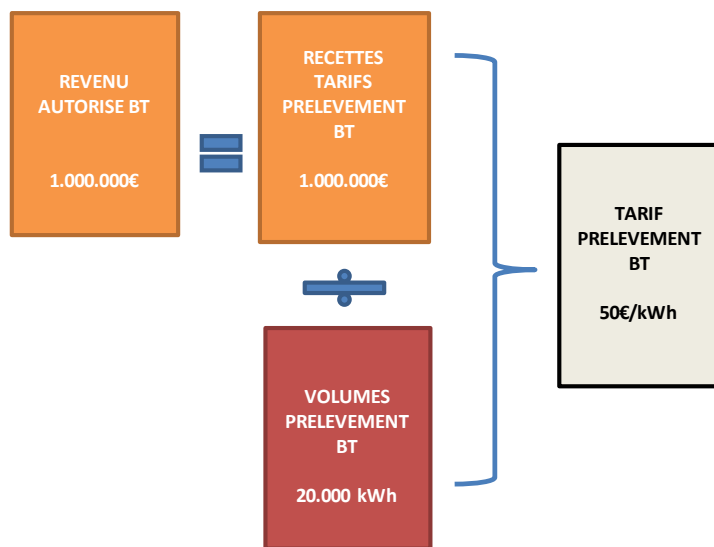 REVENU
AUTORISE BT
1.000.000€
RECETTES
TARIFS
PRELEVEMENT
BT
1.000.000€
VOLUMES
PRELEVEMENT
BT
20.000 kWh
TARIF
PRELEVEMENT
BT
50€/kWh